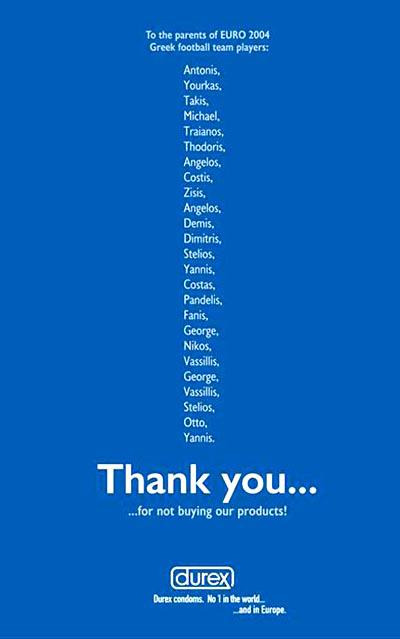 To the parents of EURO 2004
Greek football team players:
Antonis,
Yourkas,
Takis,
Michael,
Traianos,
Thodoris,
Angelos,
Costis,
Zisis,
Angelos,
Demis,
Dimitris,
Stelios,
Yannis,
Costas,
Pandelis,
Fanis,
George,
Nikos,
Vassillis,
George,
Vassillis,
Stelios,
Otto,
Yannis.
Thank you...
...for not buying our products!
durex
Durex condoms. No 1 in the world...
...and in Europe.